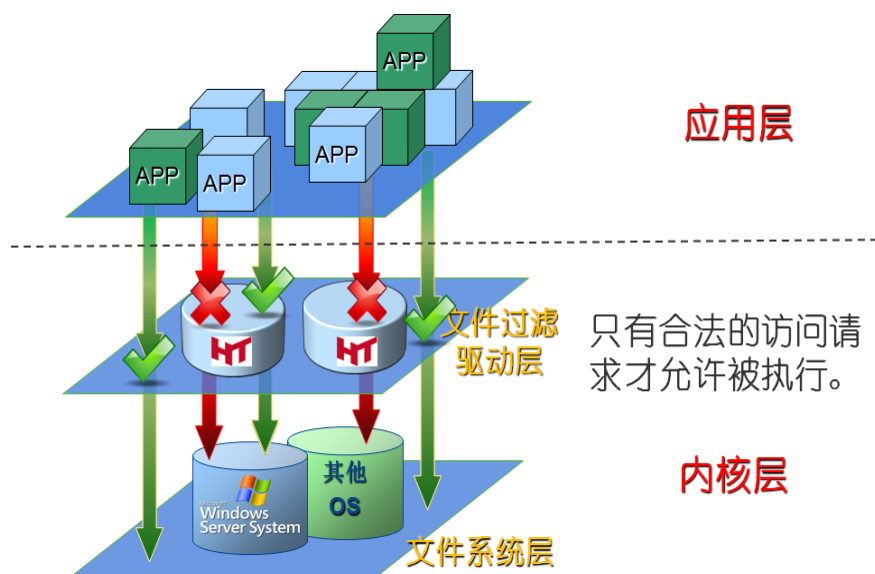 APP
应用层
APP
APP
APP
文件过滤
驱动层
只有合法的访问请
求才允许被执行。
HT
HT
其他
OS
Microsoft
Windows
Server System
内核层
文件系统层